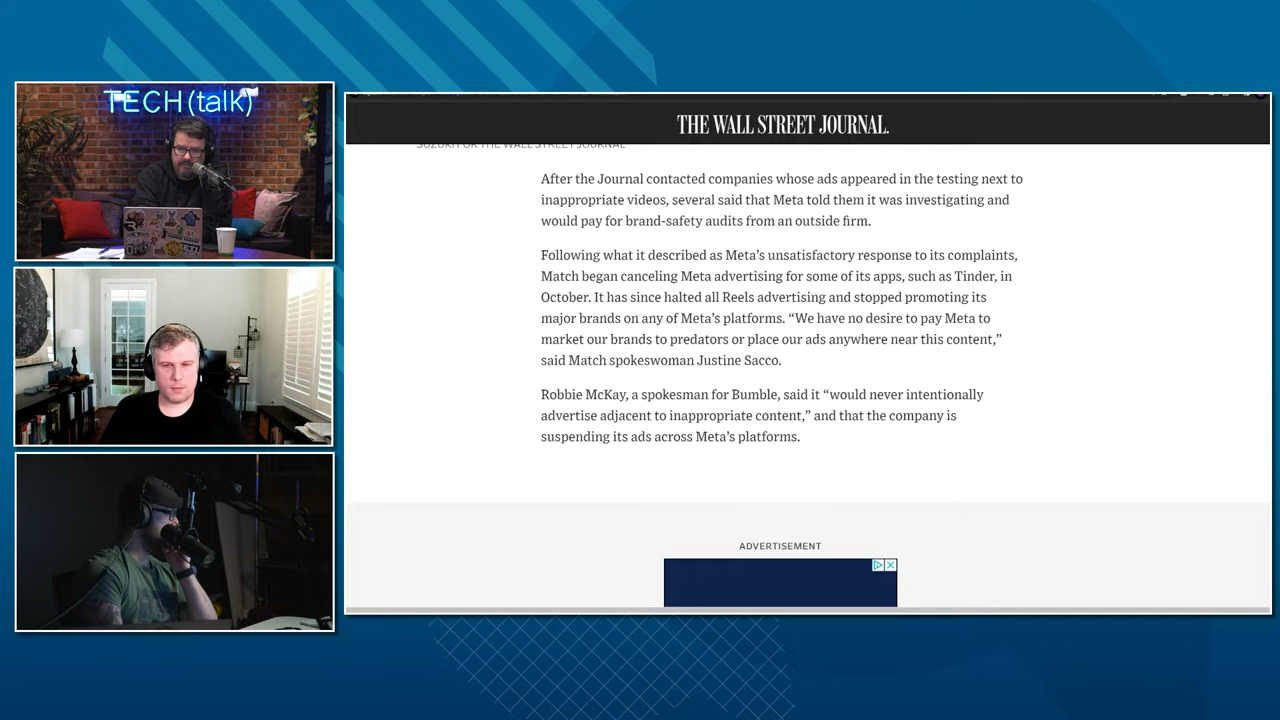 TECH(talk)
THE WALL STREET JOURNAL.
SUZUKI FOR THE WALL STREET JOURNAL
After the Journal contacted companies whose ads appeared in the testing next to
inappropriate videos, several said that Meta told them it was investigating and
would pay for brand-safety audits from an outside firm.
Following what it described as Meta’s unsatisfactory response to its complaints,
Match began canceling Meta advertising for some of its apps, such as Tinder, in
October. It has since halted all Reels advertising and stopped promoting its
major brands on any of Meta’s platforms. “We have no desire to pay Meta to
market our brands to predators or place our ads anywhere near this content,”
said Match spokeswoman Justine Sacco.
Robbie McKay, a spokesman for Bumble, said it “would never intentionally
advertise adjacent to inappropriate content,” and that the company is
suspending its ads across Meta’s platforms.
ADVERTISEMENT